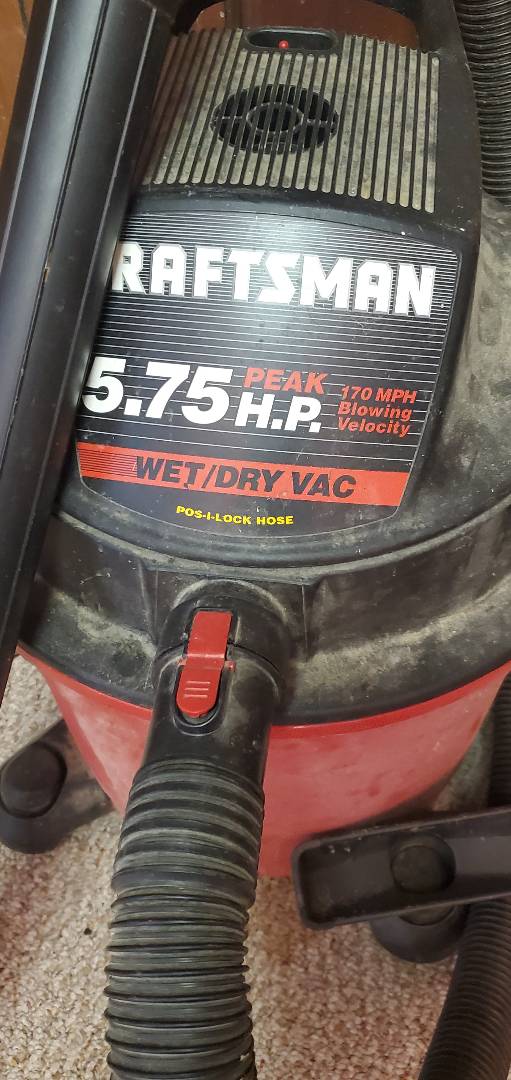 RAFTSMAN
5.75 PEAK H.P.
170 MPH
Blowing
Velocity
WET/DRY VAC
POS-I-LOCK HOSE